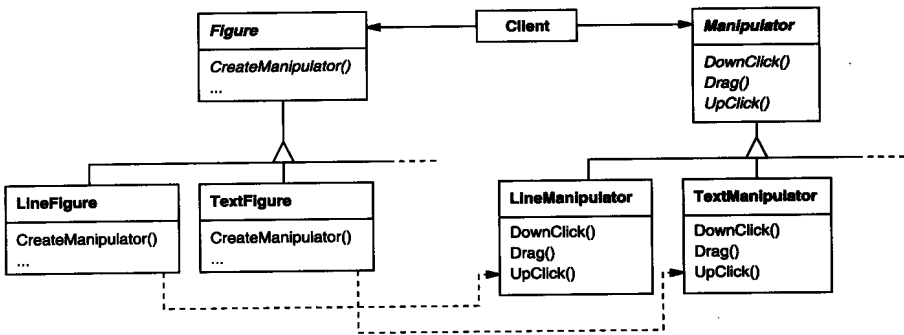 Figure
CreateManipulator()
...
Client
Manipulator
DownClick()
Drag()
UpClick()
LineFigure
CreateManipulator()
...
TextFigure
CreateManipulator()
...
LineManipulator
DownClick()
Drag()
UpClick()
TextManipulator
DownClick()
Drag()
UpClick()